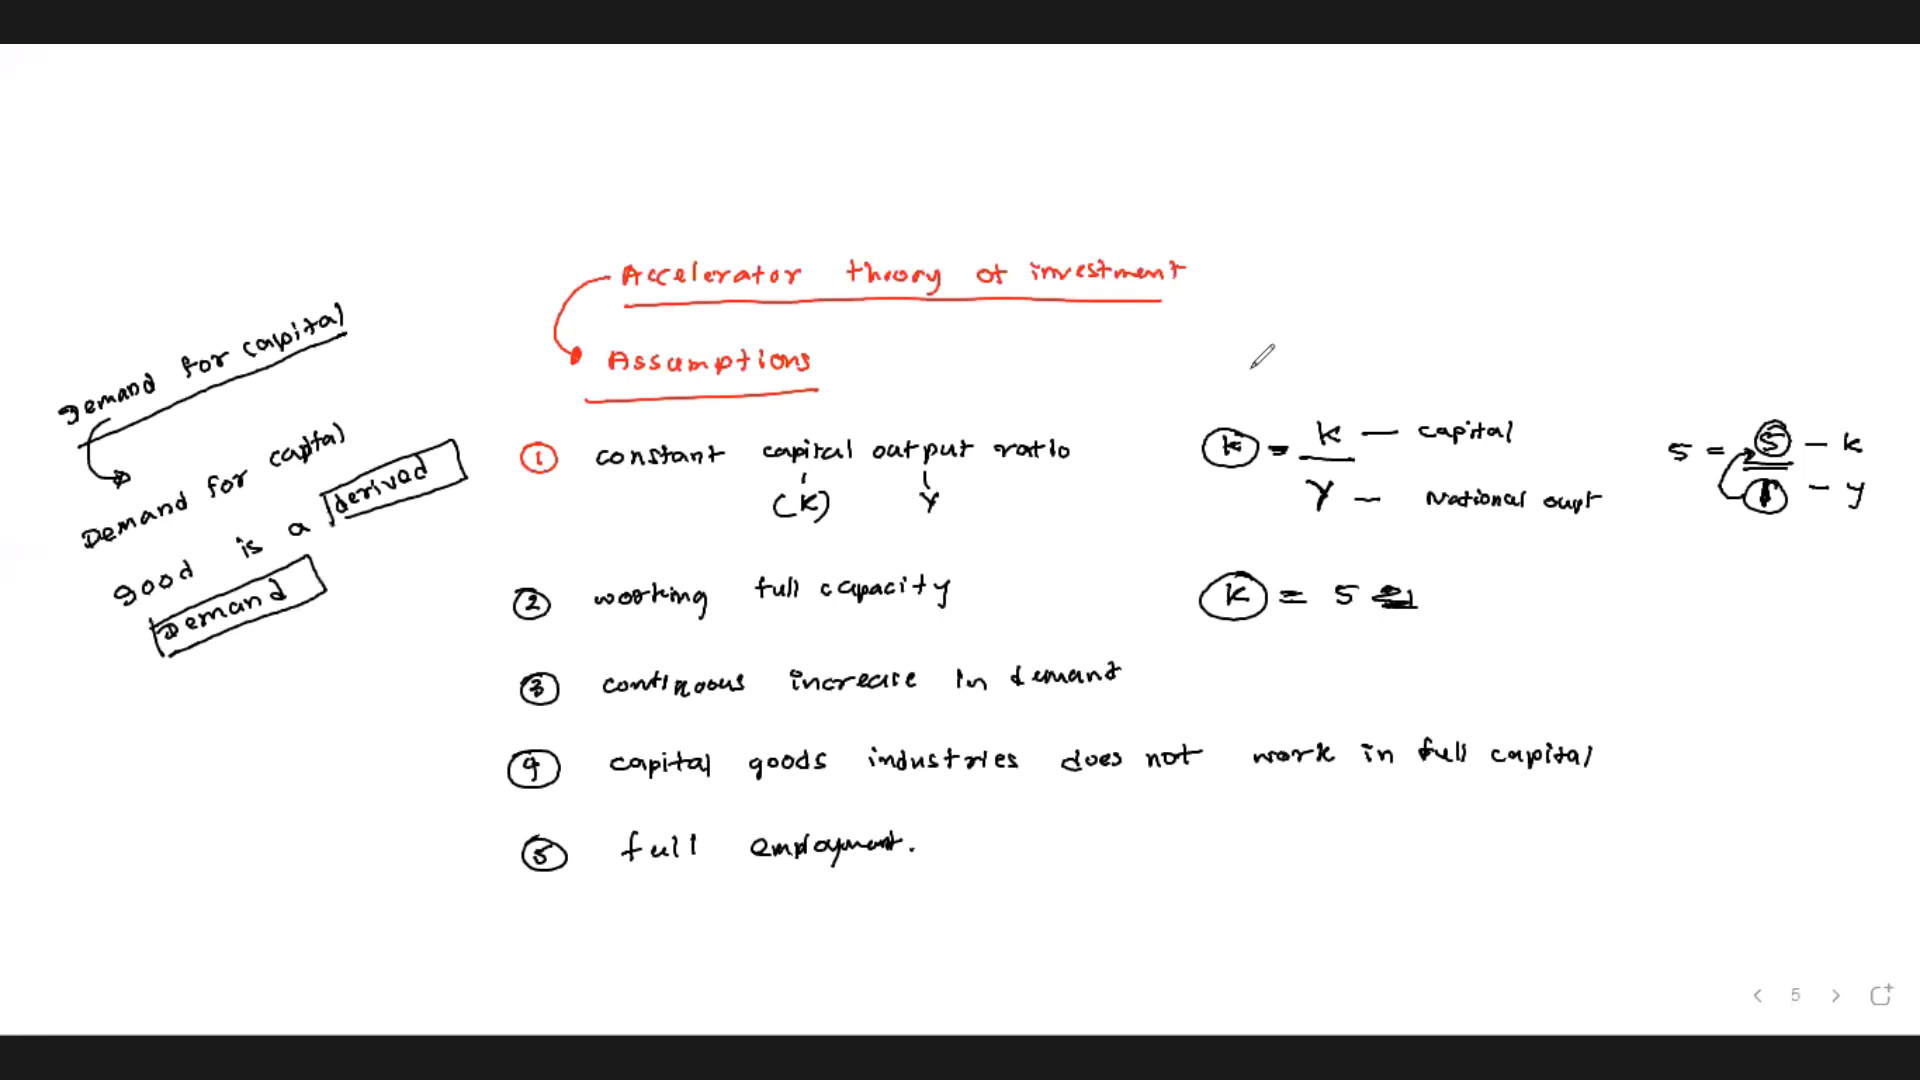 Accelerator theory of investment
Assumptions
Demand for capital
Demand for capital
good is a derived
Demand
① constant capital output ratio
(K) Y
② working full capacity
③ continuous increase in demand
④ capital goods industries does not work in full capital
⑤ full employment.
k = K — capital
Y — National
5 = 5 — k
1 — y
k = 5
5